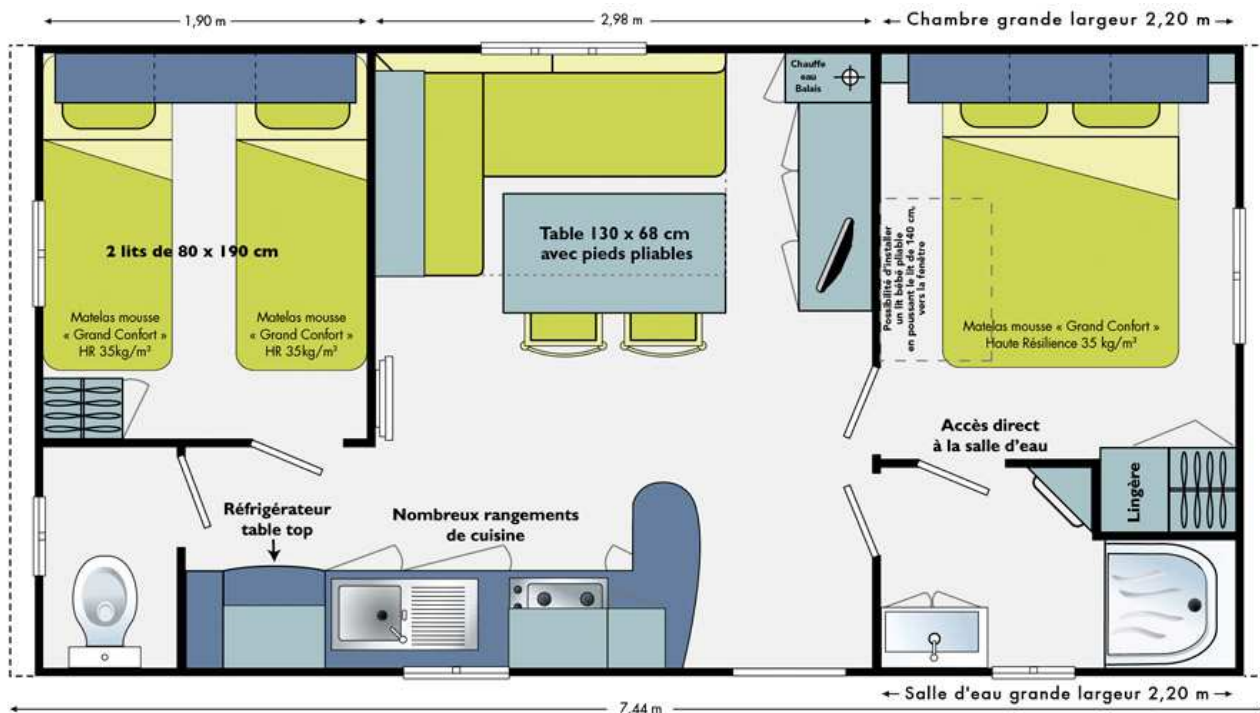 1,90 m
2,98 m
Chambre grande largeur 2,20 m
Chauffe
eau
Balais
2 lits de 80 x 190 cm
Table 130 x 68 cm
avec pieds pliables
Possibilité d'installer
un lit bébé pliable
en poussant le lit de 140 cm,
vers la fenêtre
Matelas mousse
« Grand Confort »
HR 35kg/m³
Matelas mousse
« Grand Confort »
HR 35kg/m³
Matelas mousse « Grand Confort »
Haute Résilience 35 kg/m³
Accès direct
à la salle d'eau
Lingère
Réfrigérateur
table top
Nombreux rangements
de cuisine
Salle d'eau grande largeur 2,20 m
7,44 m